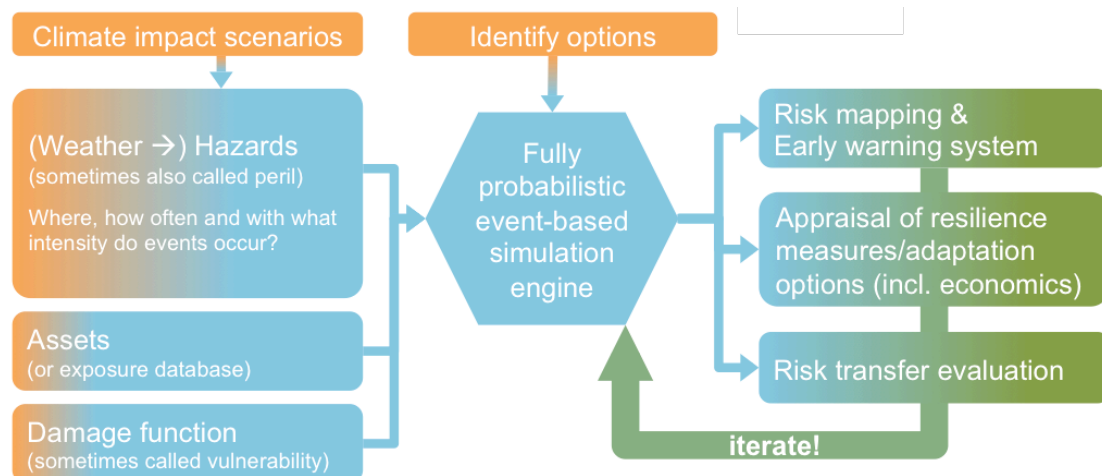 Climate impact scenarios
Identify options
(Weather →) Hazards
(sometimes also called peril)
Where, how often and with what
intensity do events occur?
Assets
(or exposure database)
Damage function
(sometimes called vulnerability)
Fully
probabilistic
event-based
simulation
engine
Risk mapping &
Early warning system
Appraisal of resilience
measures/adaptation
options (incl. economics)
Risk transfer evaluation
iterate!